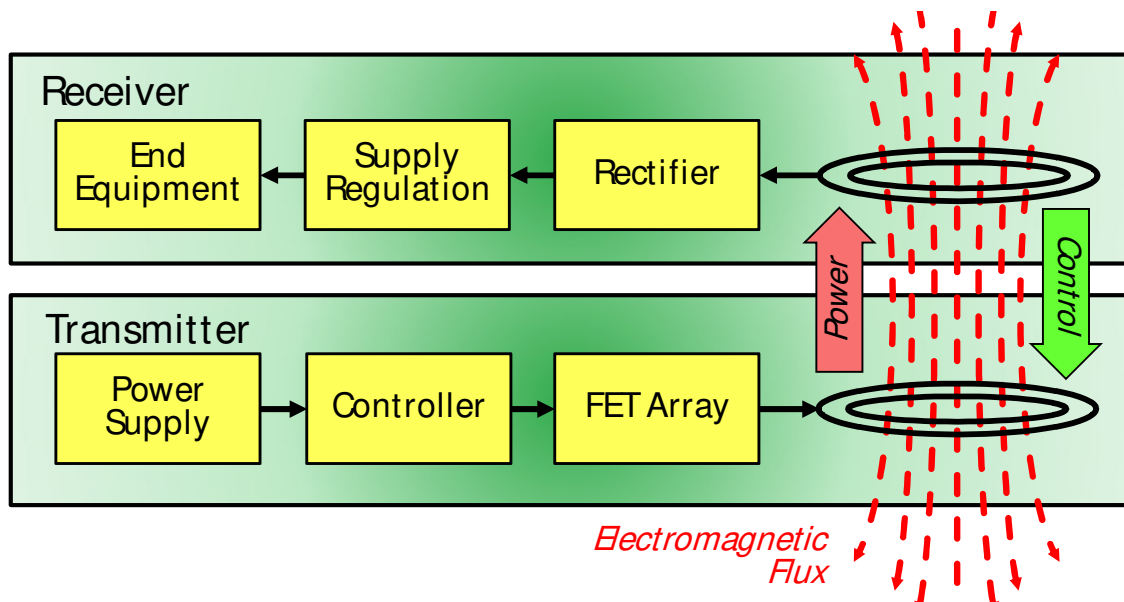 Receiver
End
Equipment
Supply
Regulation
Rectifier
Power
Control
Transmitter
Power
Supply
Controller
FET Array
Electromagnetic
Flux